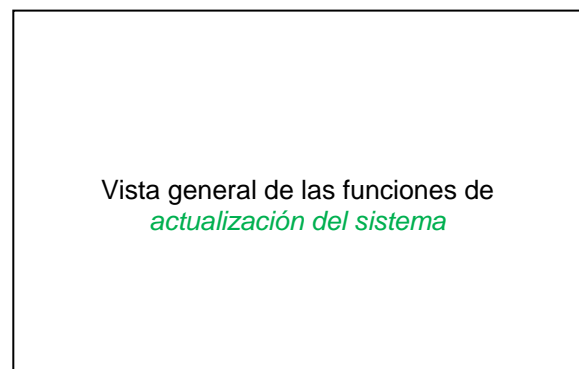 Vista general de las funciones de
actualización del sistema